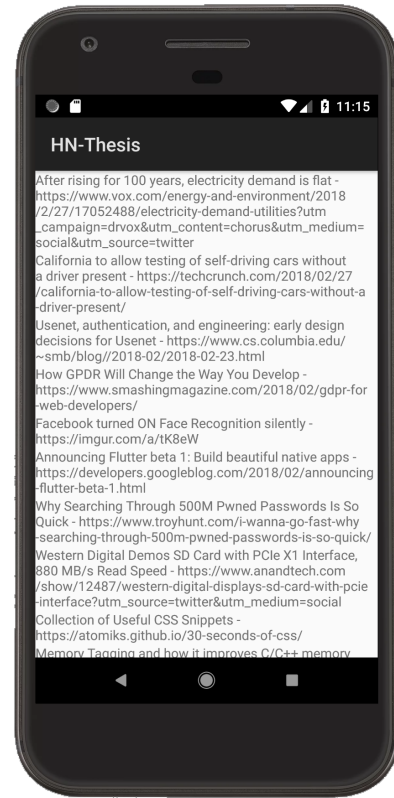 11:15
HN-Thesis
After rising for 100 years, electricity demand is flat -
https://www.vox.com/energy-and-environment/2018
/2/27/17052488/electricity-demand-utilities?utm
_campaign=drvox&utm_content=chorus&utm_medium=
social&utm_source=twitter
California to allow testing of self-driving cars without
a driver present - https://techcrunch.com/2018/02/27
/california-to-allow-testing-of-self-driving-cars-without-a
-driver-present/
Usenet, authentication, and engineering: early design
decisions for Usenet - https://www.cs.columbia.edu/
~smb/blog//2018-02/2018-02-23.html
How GPDR Will Change the Way You Develop -
https://www.smashingmagazine.com/2018/02/gdpr-for
-web-developers/
Facebook turned ON Face Recognition silently -
https://imgur.com/a/tK8eW
Announcing Flutter beta 1: Build beautiful native apps -
https://developers.googleblog.com/2018/02/announcing
-flutter-beta-1.html
Why Searching Through 500M Pwned Passwords Is So
Quick - https://www.troyhunt.com/i-wanna-go-fast-why
-searching-through-500m-pwned-passwords-is-so-quick/
Western Digital Demos SD Card with PCIe X1 Interface,
880 MB/s Read Speed - https://www.anandtech.com
/show/12487/western-digital-displays-sd-card-with-pcie
-interface?utm_source=twitter&utm_medium=social
Collection of Useful CSS Snippets -
https://atomiks.github.io/30-seconds-of-css/
Memory Tagging and how it improves C/C++ memory